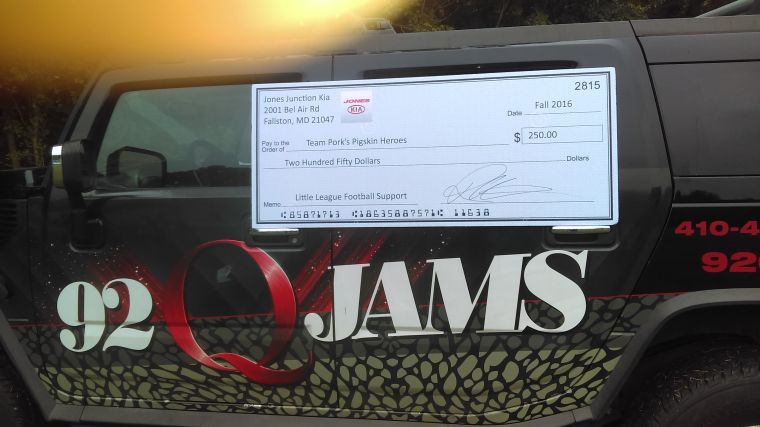 Jones Junction Kia
2001 Bel Air Rd
Fallston, MD 21047
JONES
KIA
2815
Date Fall 2016
Pay to the
Order of Team Pork's Pigskin Heroes
$ 250.00
Two Hundred Fifty Dollars Dollars
Memo Little League Football Support
92 Q JAMS
410-4
92